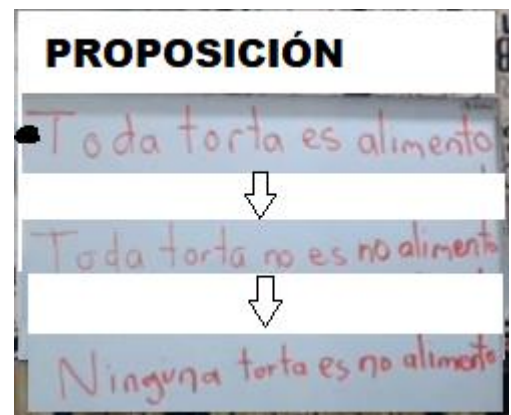 PROPOSICIÓN
Toda torta es alimento
Toda torta no es no alimento
Ninguna torta es no alimento